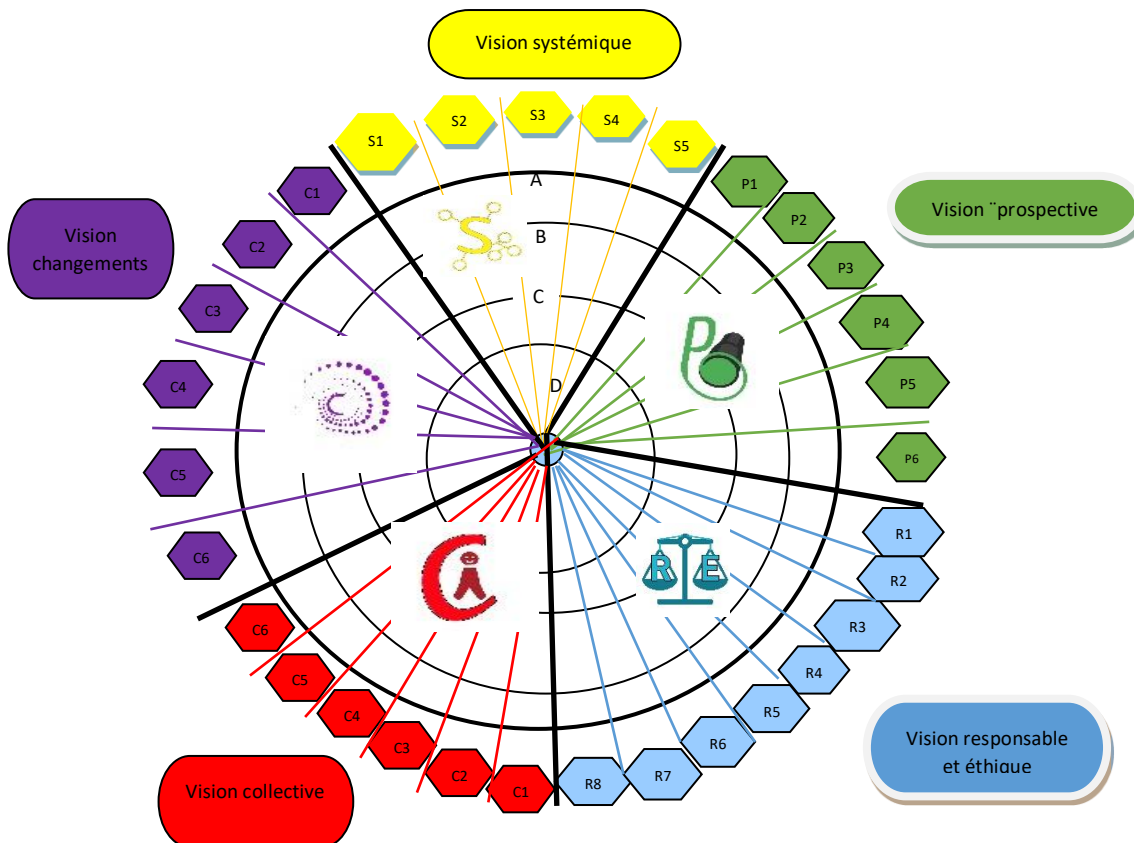 Vision systémique
S1
S2
S3
S4
S5
A
B
C
D
S
Vision ¨prospective
P1
P2
P3
P4
P5
P6
P
R1
R2
R3
R4
R5
R6
R7
R8
R E
Vision responsable
et éthique
C1
C2
C3
C4
C5
C6
C
Vision collective
Vision
changements
C1
C2
C3
C4
C5
C6
C